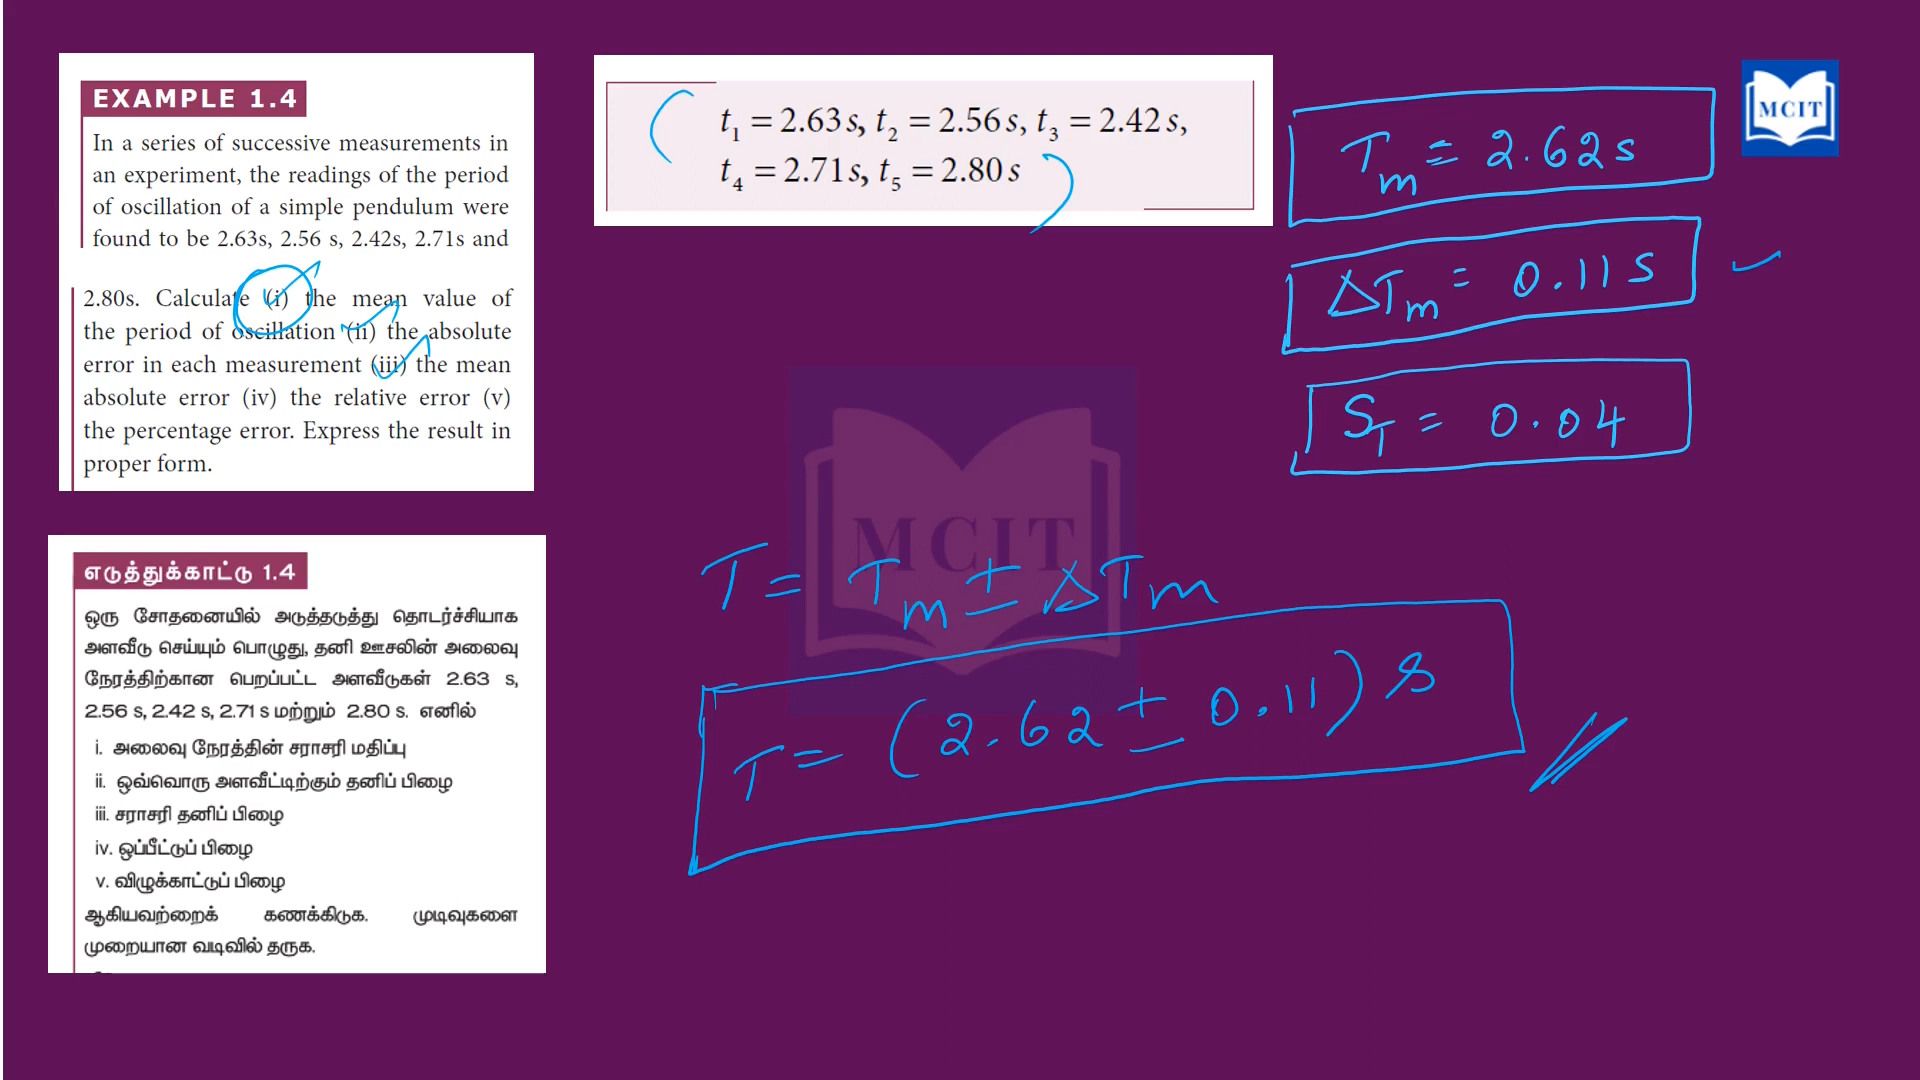 EXAMPLE 1.4
In a series of successive measurements in
an experiment, the readings of the period
of oscillation of a simple pendulum were
found to be 2.63s, 2.56 s, 2.42s, 2.71s and
2.80s. Calculate (i) the mean value of
the period of oscillation (ii) the absolute
error in each measurement (iii) the mean
absolute error (iv) the relative error (v)
the percentage error. Express the result in
proper form.
எடுத்துக்காட்டு 1.4
ஒரு சோதனையில் அடுத்தடுத்து தொடர்ச்சியாக
அளவீடு செய்யும் பொழுது, தனி ஊசலின் அலைவு
நேரத்திற்கான பெறப்பட்ட அளவீடுகள் 2.63 s,
2.56 s, 2.42 s, 2.71 s மற்றும் 2.80 s. எனில்
i. அலைவு நேரத்தின் சராசரி மதிப்பு
ii. ஒவ்வொரு அளவீட்டிற்கும் தனிப் பிழை
iii. சராசரி தனிப் பிழை
iv. ஒப்பீட்டுப் பிழை
v. விழுக்காட்டுப் பிழை
ஆகியவற்றைக் கணக்கிடுக. முடிவுகளை
முறையான வடிவில் தருக.
t₁ = 2.63 s, t₂ = 2.56 s, t₃ = 2.42 s,
t₄ = 2.71 s, t₅ = 2.80 s
MCIT
Tₘ = 2.62 s
ΔTₘ = 0.11 s
S_T = 0.04
MCIT
T = Tₘ ± ΔTₘ
T = (2.62 ± 0.11) s